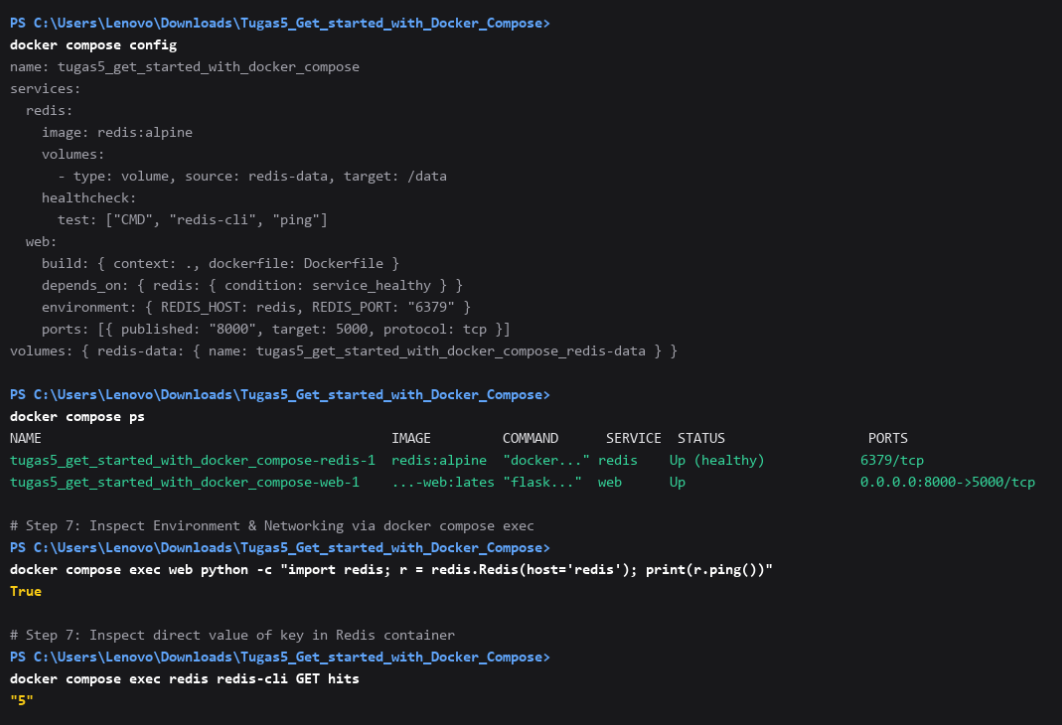 PS C:\Users\Lenovo\Downloads\Tugas5_Get_started_with_Docker_Compose>
docker compose config
name: tugas5_get_started_with_docker_compose
services:
  redis:
    image: redis:alpine
    volumes:
      - type: volume, source: redis-data, target: /data
    healthcheck:
      test: ["CMD", "redis-cli", "ping"]
  web:
    build: { context: ., dockerfile: Dockerfile }
    depends_on: { redis: { condition: service_healthy } }
    environment: { REDIS_HOST: redis, REDIS_PORT: "6379" }
    ports: [{ published: "8000", target: 5000, protocol: tcp }]
volumes: { redis-data: { name: tugas5_get_started_with_docker_compose_redis-data } }
PS C:\Users\Lenovo\Downloads\Tugas5_Get_started_with_Docker_Compose>
docker compose ps
NAME IMAGE COMMAND SERVICE STATUS PORTS
tugas5_get_started_with_docker_compose-redis-1 redis:alpine "docker..." redis Up (healthy) 6379/tcp
tugas5_get_started_with_docker_compose-web-1 ...-web:lates "flask..." web Up 0.0.0.0:8000->5000/tcp
# Step 7: Inspect Environment & Networking via docker compose exec
PS C:\Users\Lenovo\Downloads\Tugas5_Get_started_with_Docker_Compose>
docker compose exec web python -c "import redis; r = redis.Redis(host='redis'); print(r.ping())"
True
# Step 7: Inspect direct value of key in Redis container
PS C:\Users\Lenovo\Downloads\Tugas5_Get_started_with_Docker_Compose>
docker compose exec redis redis-cli GET hits
"5"